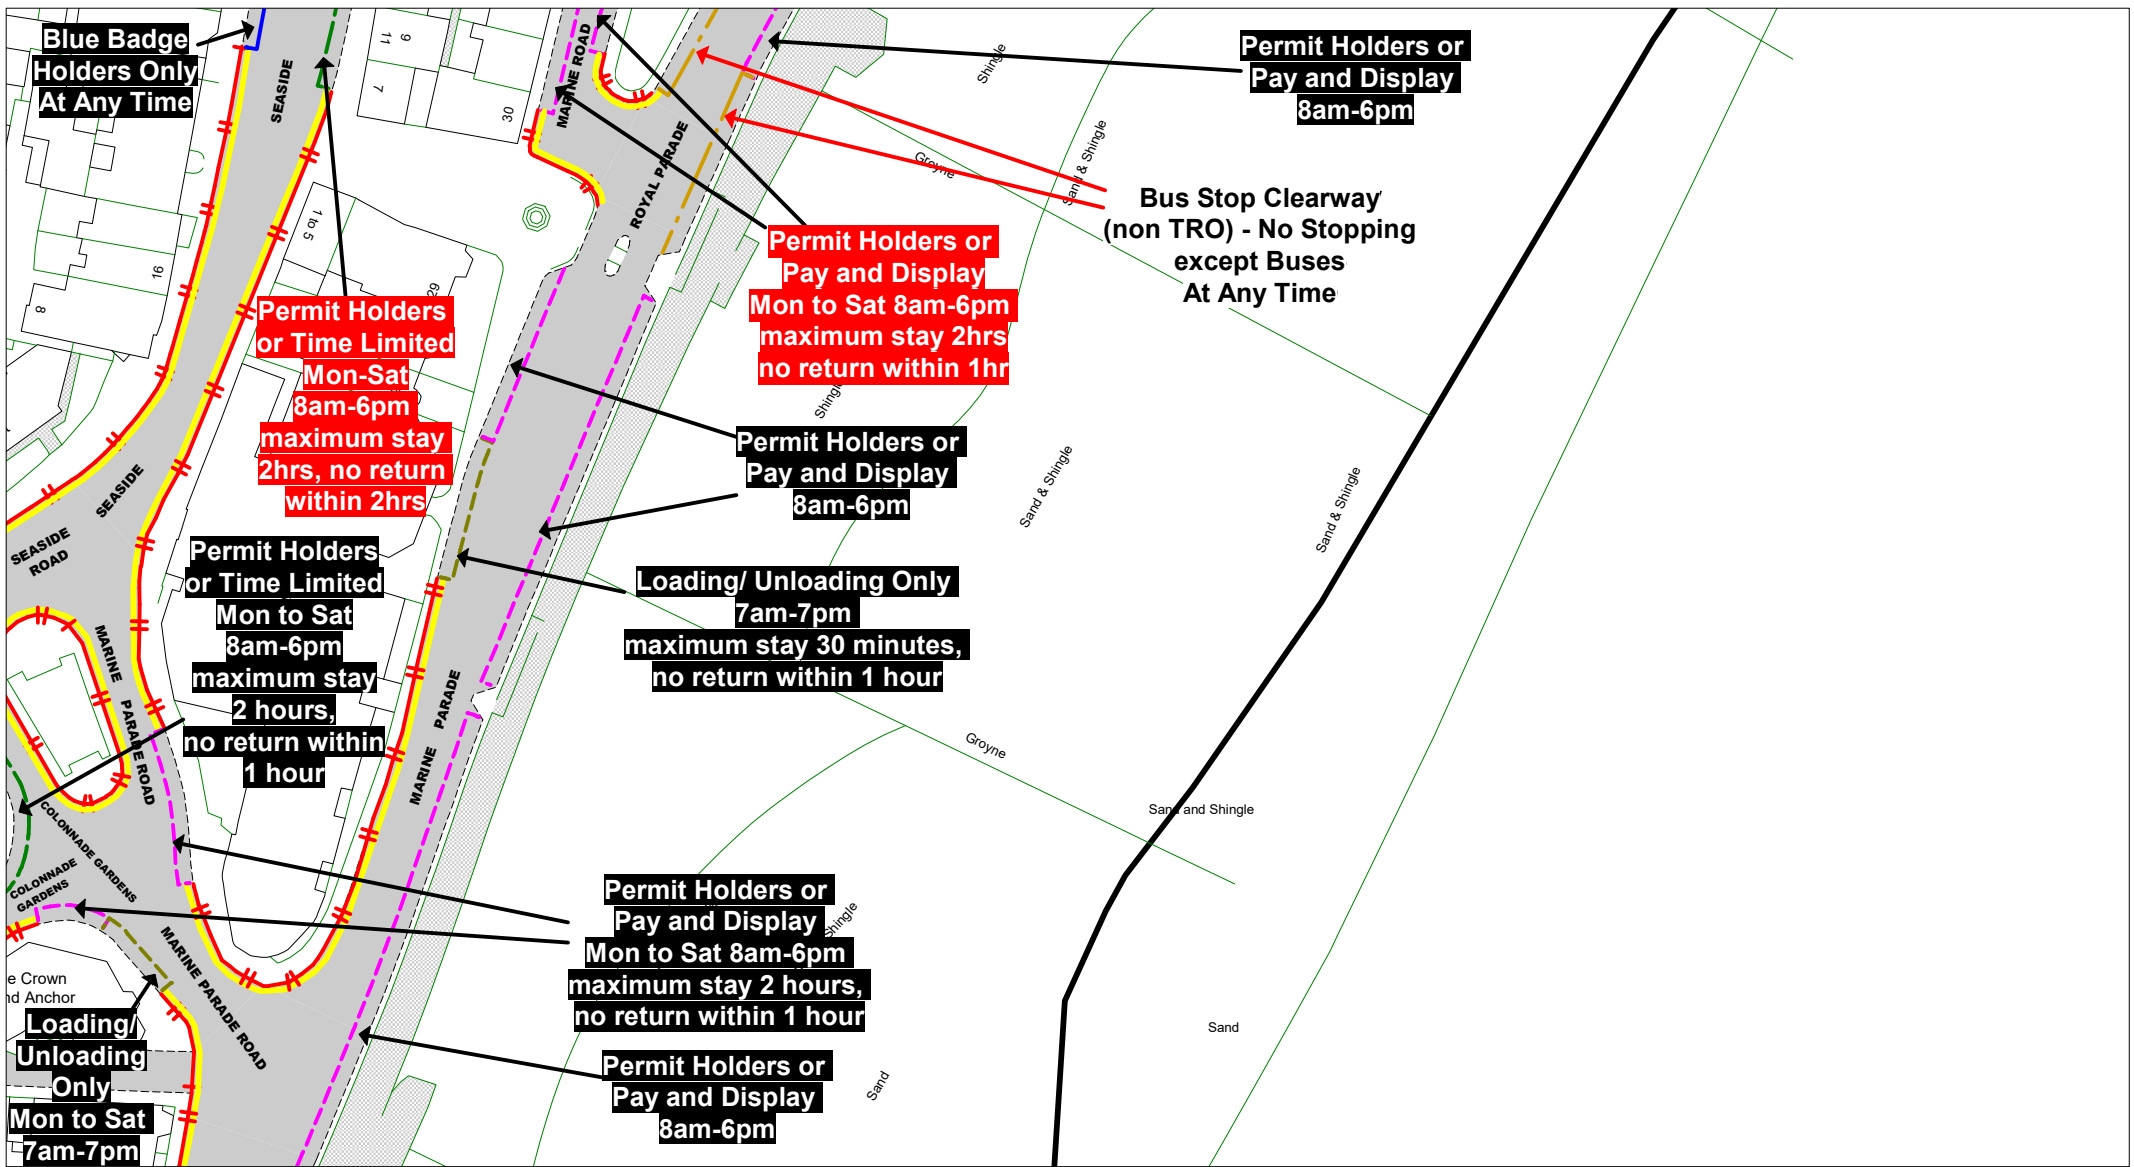 Blue Badge
Holders Only
At Any Time
SEASIDE
11
9
7
30
MARINE ROAD
ROYAL PARADE
Shingle
Permit Holders or
Pay and Display
8am-6pm
Groyne
Sand & Shingle
Bus Stop Clearway
(non TRO) - No Stopping
except Buses
At Any Time
1 to 5
16
8
29
Permit Holders or
Pay and Display
Mon to Sat 8am-6pm
maximum stay 2hrs
no return within 1hr
Permit Holders
or Time Limited
Mon-Sat
8am-6pm
maximum stay
2hrs, no return
within 2hrs
Shingle
Permit Holders or
Pay and Display
8am-6pm
Sand & Shingle
Sand & Shingle
SEASIDE
SEASIDE
ROAD
Permit Holders
or Time Limited
Mon to Sat
8am-6pm
maximum stay
2 hours,
no return within
1 hour
Loading/ Unloading Only
7am-7pm
maximum stay 30 minutes,
no return within 1 hour
MARINE PARADE ROAD
MARINE PARADE
Groyne
Sand and Shingle
COLONNADE GARDENS
COLONNADE
GARDENS
Permit Holders or
Pay and Display
Mon to Sat 8am-6pm
maximum stay 2 hours,
no return within 1 hour
Shingle
MARINE PARADE ROAD
e Crown
nd Anchor
Loading/
Unloading
Only
Mon to Sat
7am-7pm
Sand
Permit Holders or
Pay and Display
8am-6pm
Sand